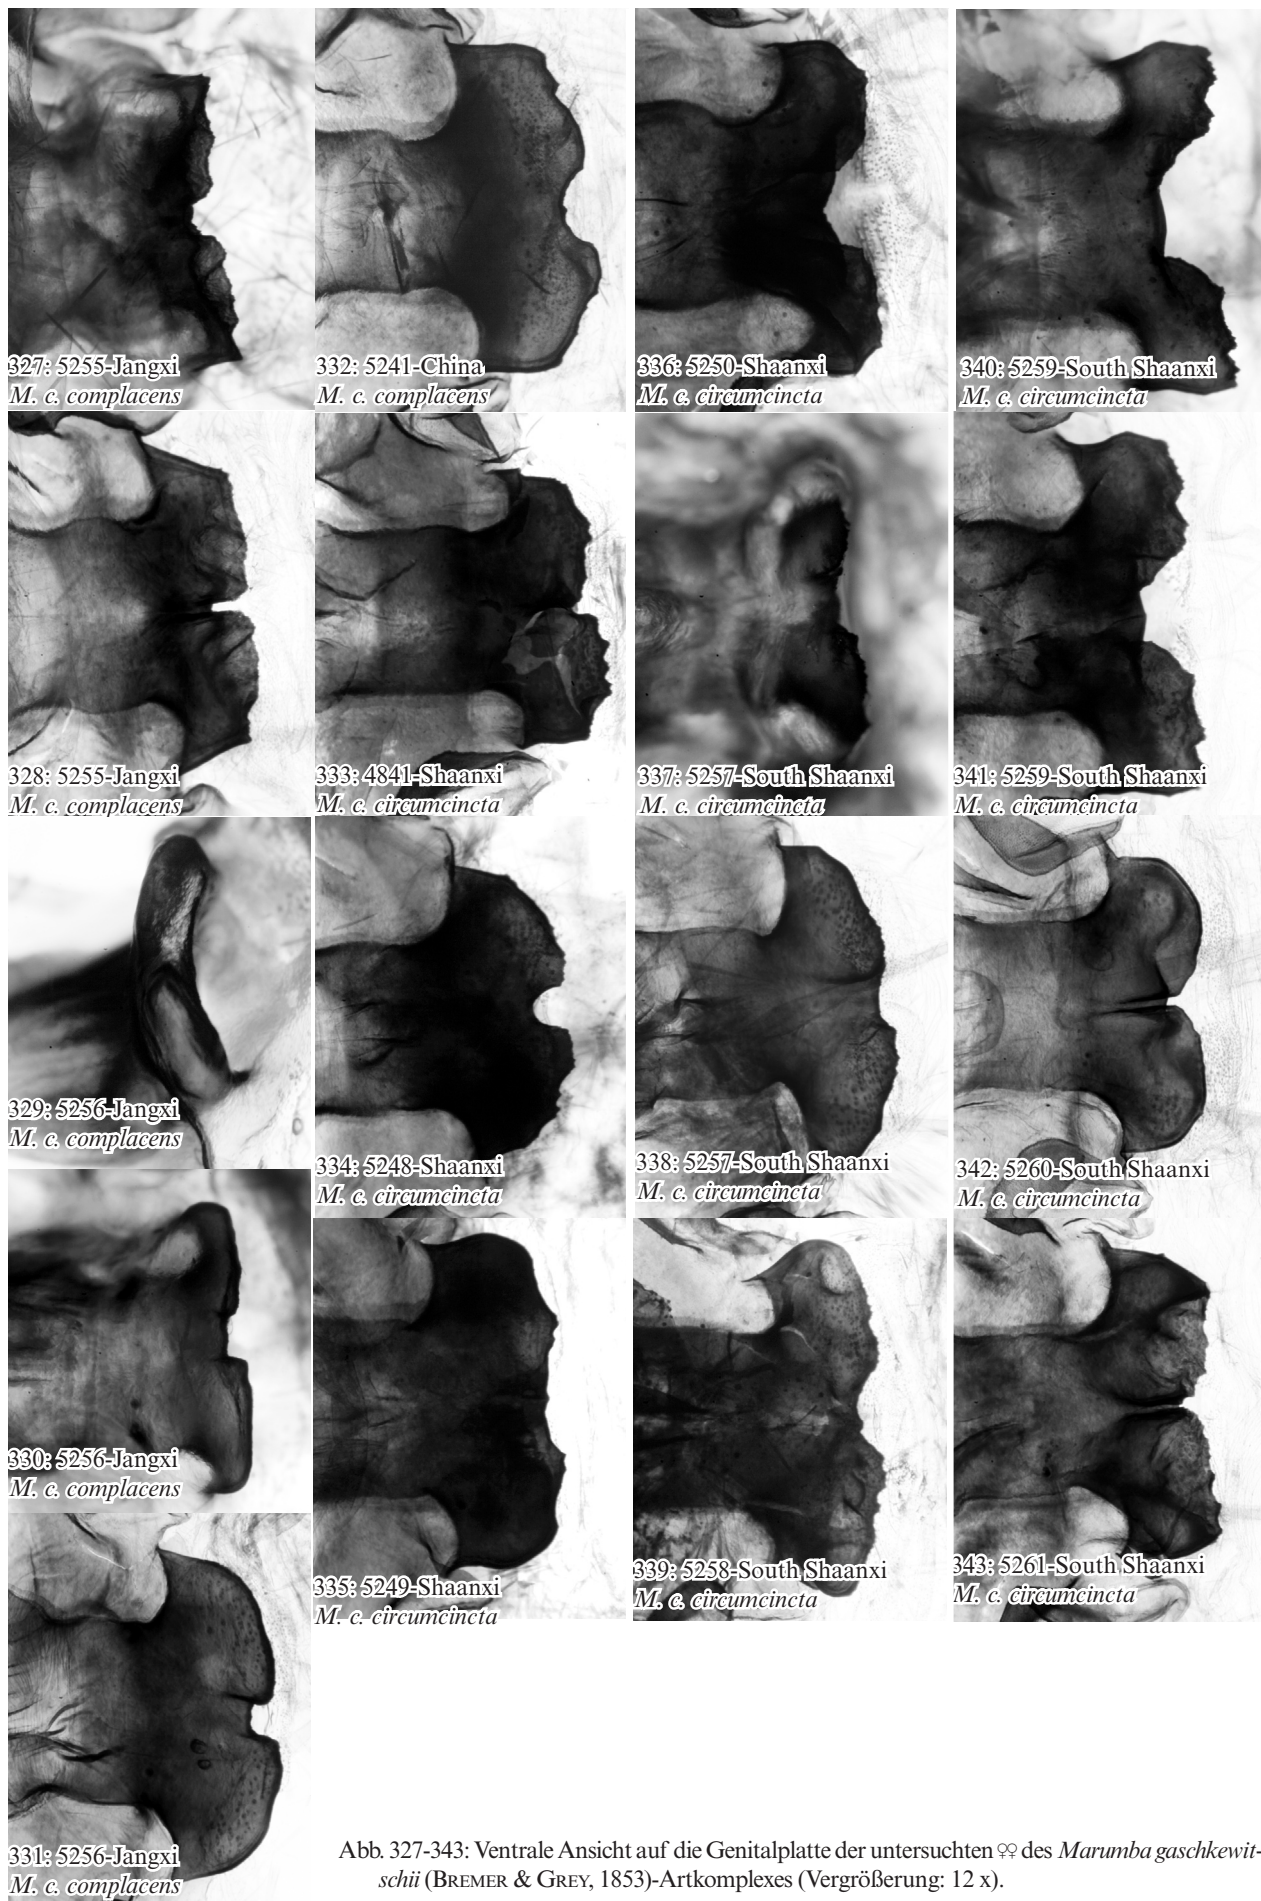 327: 5255-Jangxi
M. c. complacens
332: 5241-China
M. c. complacens
336: 5250-Shaanxi
M. c. circumcincta
340: 5259-South Shaanxi
M. c. circumcincta
328: 5255-Jangxi
M. c. complacens
333: 4841-Shaanxi
M. c. circumcincta
337: 5257-South Shaanxi
M. c. circumcincta
341: 5259-South Shaanxi
M. c. circumcincta
329: 5256-Jangxi
M. c. complacens
334: 5248-Shaanxi
M. c. circumcincta
338: 5257-South Shaanxi
M. c. circumcincta
342: 5260-South Shaanxi
M. c. circumcincta
330: 5256-Jangxi
M. c. complacens
335: 5249-Shaanxi
M. c. circumcincta
339: 5258-South Shaanxi
M. c. circumcincta
343: 5261-South Shaanxi
M. c. circumcincta
331: 5256-Jangxi
M. c. complacens
Abb. 327-343: Ventrale Ansicht auf die Genitalplatte der untersuchten ♀♀ des Marumba gaschkewit-
schii (BREMER & GREY, 1853)-Artkomplexes (Vergrößerung: 12 x).